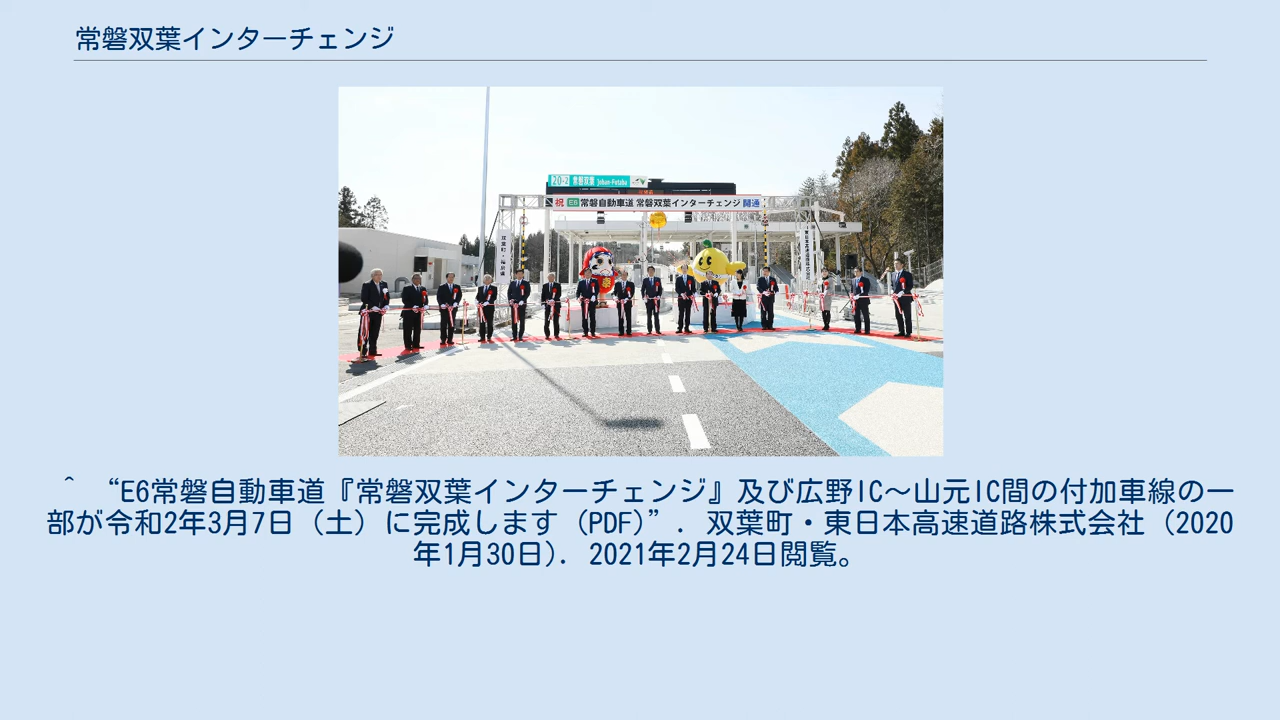 常磐双葉インターチェンジ
20-2 常磐双葉 Joban-Futaba
祝 E6 常磐自動車道 常磐双葉インターチェンジ 開通
^ “E6常磐自動車道『常磐双葉インターチェンジ』及び広野IC〜山元IC間の付加車線の一
部が令和2年3月7日（土）に完成します（PDF）”. 双葉町・東日本高速道路株式会社（2020
年1月30日）. 2021年2月24日閲覧。